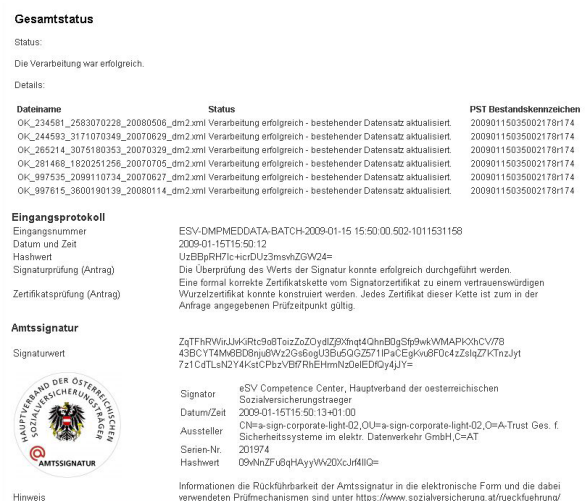 Gesamtstatus
Status:
Die Verarbeitung war erfolgreich.
Details:
Dateiname Status PST Bestandskennzeichen
OK_234581_2583070228_20080506_dm2.xml Verarbeitung erfolgreich - bestehender Datensatz aktualisiert. 20090115035002178r174
OK_244593_3171070349_20070629_dm2.xml Verarbeitung erfolgreich - bestehender Datensatz aktualisiert. 20090115035002178r174
OK_265214_3075180353_20070329_dm2.xml Verarbeitung erfolgreich - bestehender Datensatz aktualisiert. 20090115035002178r174
OK_281468_1820251256_20070705_dm2.xml Verarbeitung erfolgreich - bestehender Datensatz aktualisiert. 20090115035002178r174
OK_997535_2099110734_20070627_dm2.xml Verarbeitung erfolgreich - bestehender Datensatz aktualisiert. 20090115035002178r174
OK_997615_3600190139_20080114_dm2.xml Verarbeitung erfolgreich - bestehender Datensatz aktualisiert. 20090115035002178r174
Eingangsprotokoll
Eingangsnummer ESV-DMPMEDDATA-BATCH-2009-01-15 15:50:00.502-1011531158
Datum und Zeit 2009-01-15T15:50:12
Hashwert UzBBpRH7Ic+icrDUz3msvhZGW24=
Signaturprüfung (Antrag) Die Überprüfung des Werts der Signatur konnte erfolgreich durchgeführt werden.
Zertifikatsprüfung (Antrag) Eine formal korrekte Zertifikatskette vom Signatorzertifikat zu einem vertrauenswürdigen
Wurzelzertifikat konnte konstruiert werden. Jedes Zertifikat dieser Kette ist zum in der
Anfrage angegebenen Prüfzeitpunkt gültig.
Amtssignatur
Signaturwert
HAUPTVERBAND DER ÖSTERREICHISCHEN SOZIALVERSICHERUNGSTRÄGER
@ AMTSSIGNATUR
Signator eSV Competence Center, Hauptverband der oesterreichischen
Sozialversicherungstraeger
Datum/Zeit 2009-01-15T15:50:13+01:00
Aussteller CN=a-sign-corporate-light-02,OU=a-sign-corporate-light-02,O=A-Trust Ges. f.
Sicherheitssysteme im elektr. Datenverkehr GmbH,C=AT
Serien-Nr. 201974
Hashwert
Hinweis Informationen die Rückführbarkeit der Amtssignatur in die elektronische Form und die dabei
verwendeten Prüfmechanismen sind unter https://www.sozialversicherung.at/rueckfuehrung/